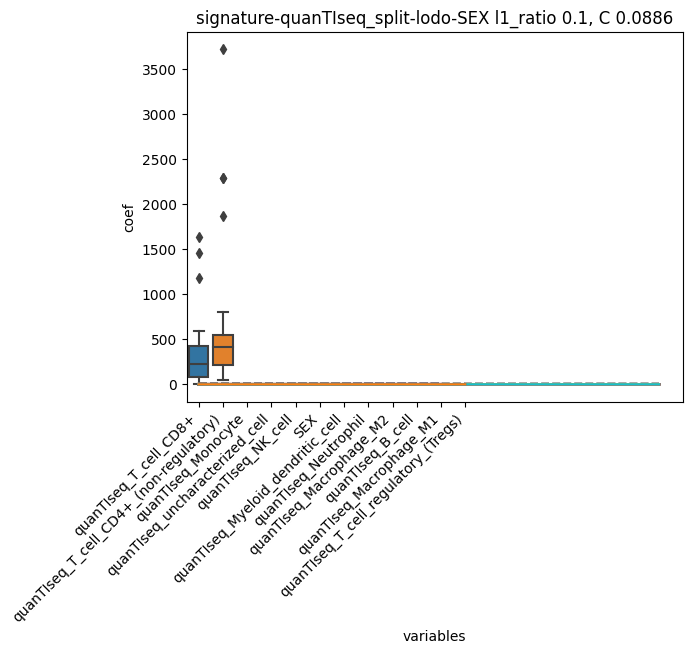 signature-quanTIseq_split-lodo-SEX l1_ratio 0.1, C 0.0886
3500
3000
2500
2000
1500
1000
500
0
coef
quanTIseq_T_cell_CD8+
quanTIseq_T_cell_CD4+_(non-regulatory)
quanTIseq_Monocyte
quanTIseq_uncharacterized_cell
quanTIseq_NK_cell
SEX
quanTIseq_Myeloid_dendritic_cell
quanTIseq_Neutrophil
quanTIseq_Macrophage_M2
quanTIseq_B_cell
quanTIseq_Macrophage_M1
quanTIseq_T_cell_regulatory_(Tregs)
variables